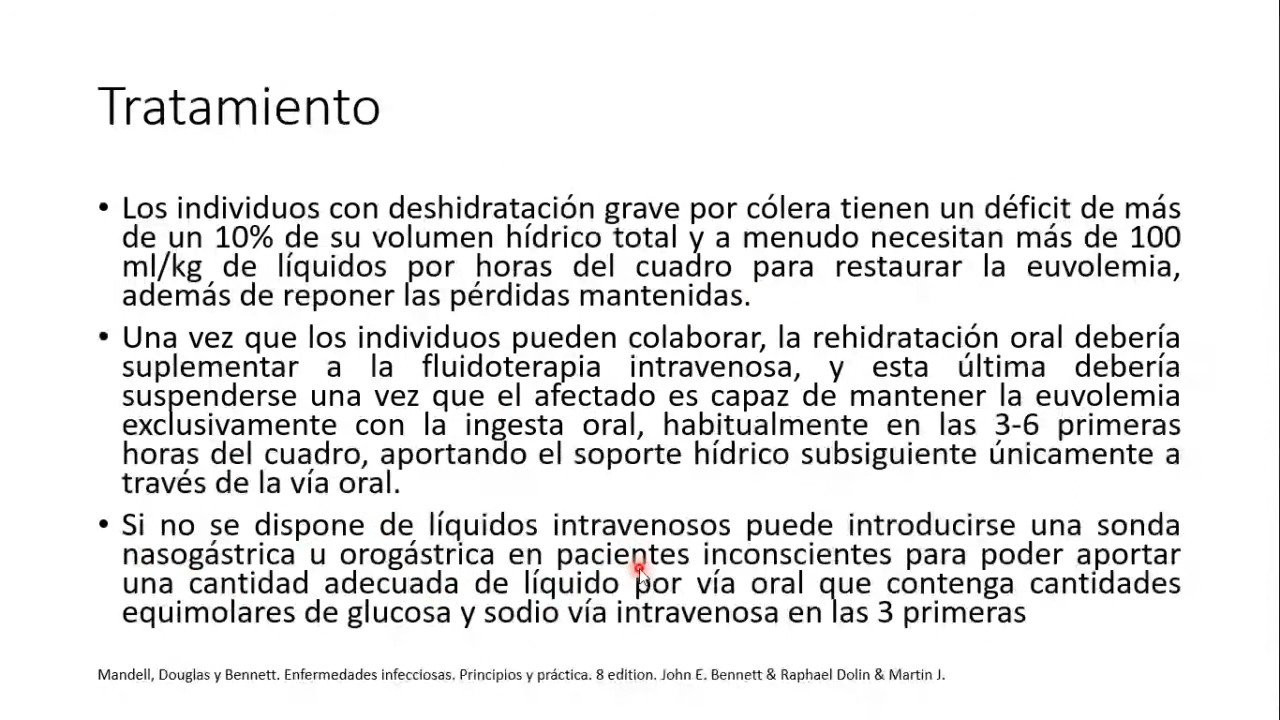 Tratamiento
• Los individuos con deshidratación grave por cólera tienen un déficit de más
de un 10% de su volumen hídrico total y a menudo necesitan más de 100
ml/kg de líquidos por horas del cuadro para restaurar la euvolemia,
además de reponer las pérdidas mantenidas.
• Una vez que los individuos pueden colaborar, la rehidratación oral debería
suplementar a la fluidoterapia intravenosa, y esta última debería
suspenderse una vez que el afectado es capaz de mantener la euvolemia
exclusivamente con la ingesta oral, habitualmente en las 3-6 primeras
horas del cuadro, aportando el soporte hídrico subsiguiente únicamente a
través de la vía oral.
• Si no se dispone de líquidos intravenosos puede introducirse una sonda
nasogástrica u orogástrica en pacientes inconscientes para poder aportar
una cantidad adecuada de líquido por vía oral que contenga cantidades
equimolares de glucosa y sodio vía intravenosa en las 3 primeras
Mandell, Douglas y Bennett. Enfermedades infecciosas. Principios y práctica. 8 edition. John E. Bennett & Raphael Dolin & Martin J.